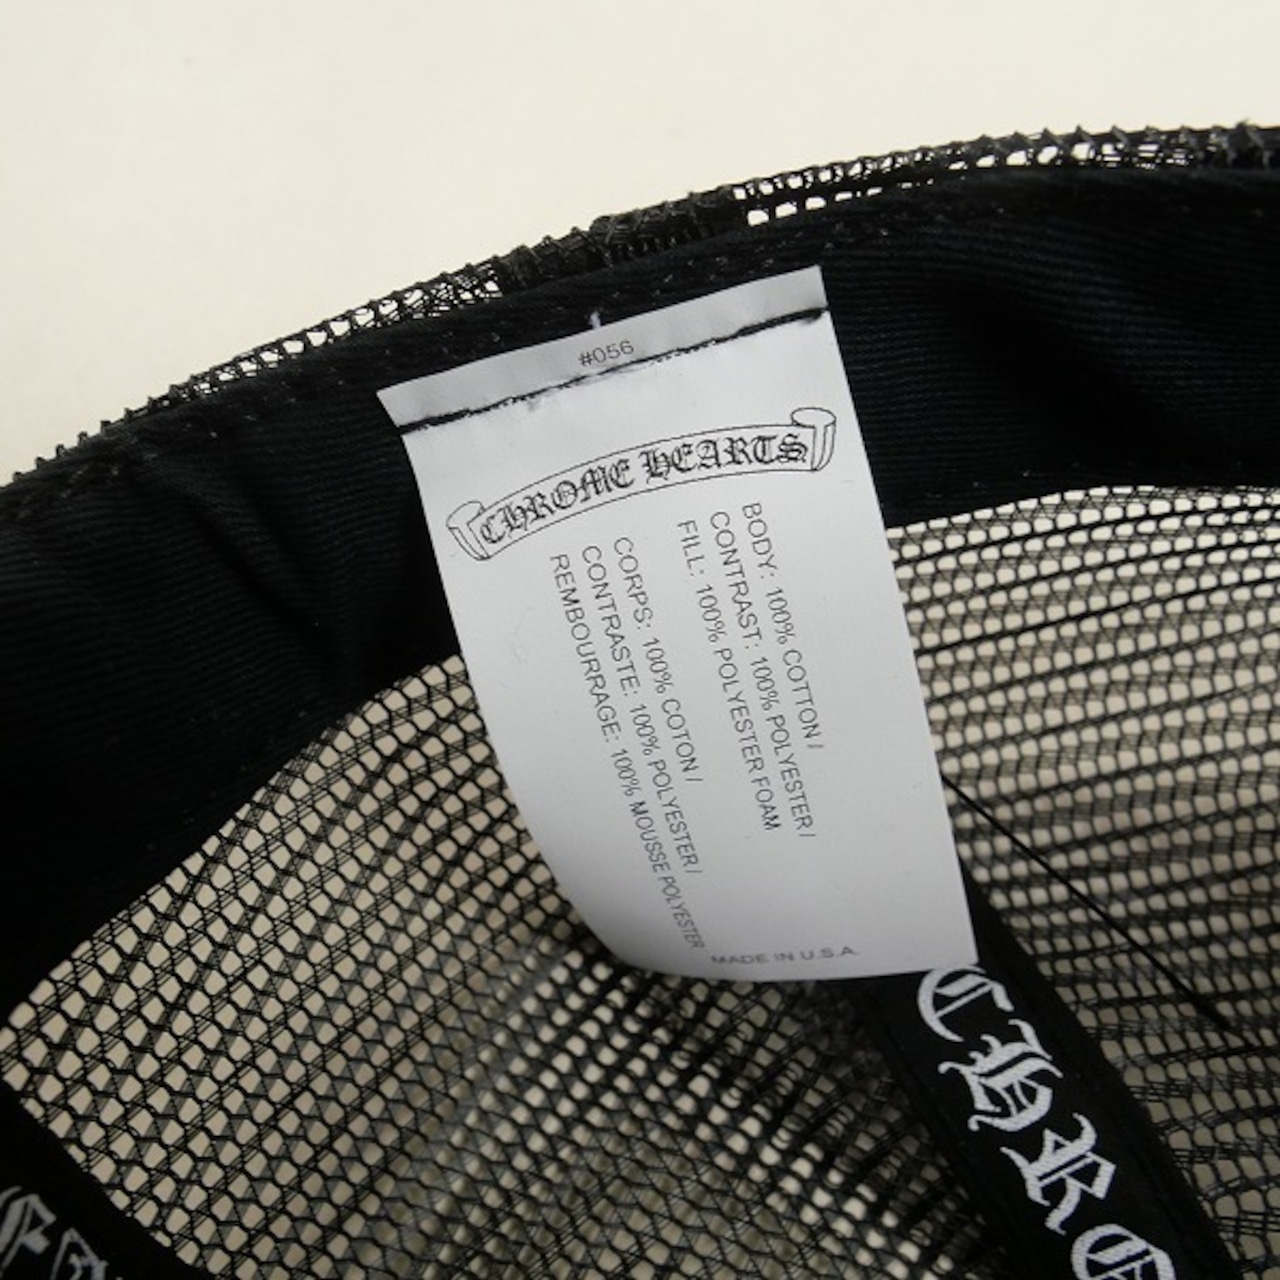 #056
CHROME HEARTS
BODY: 100% COTTON /
CONTRAST: 100% POLYESTER /
FILL: 100% POLYESTER FOAM
CORPS: 100% COTON /
CONTRASTE: 100% POLYESTER /
REMBOURRAGE: 100% MOUSSE POLYESTER
MADE IN U.S.A.
CHRO